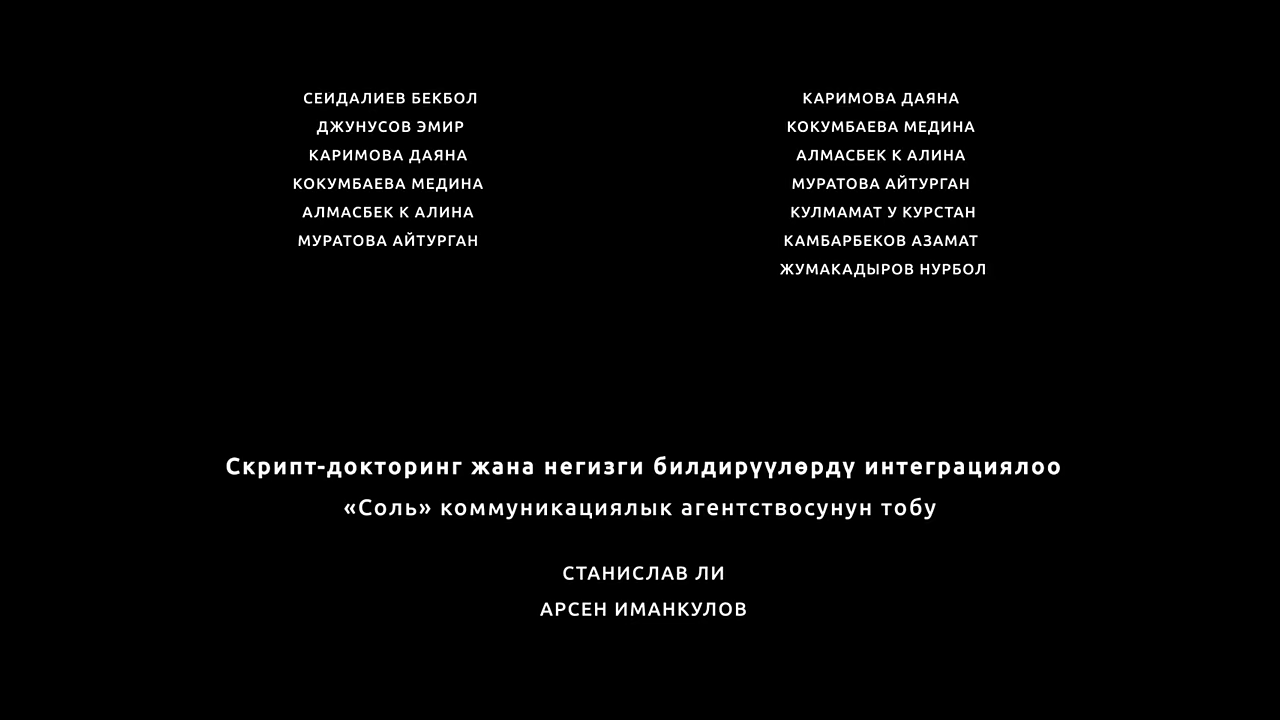 СЕИДАЛИЕВ БЕКБОЛ
ДЖУНУСОВ ЭМИР
КАРИМОВА ДАЯНА
КОКУМБАЕВА МЕДИНА
АЛМАСБЕК К АЛИНА
МУРАТОВА АЙТУРГАН
КАРИМОВА ДАЯНА
КОКУМБАЕВА МЕДИНА
АЛМАСБЕК К АЛИНА
МУРАТОВА АЙТУРГАН
КУЛМАМАТ У КУРСТАН
КАМБАРБЕКОВ АЗАМАТ
ЖУМАКАДЫРОВ НУРБОЛ
Скрипт-докторинг жана негизги билдирүүлөрдү интеграциялоо
«Соль» коммуникациялык агентствосунун тобу
СТАНИСЛАВ ЛИ
АРСЕН ИМАНКУЛОВ